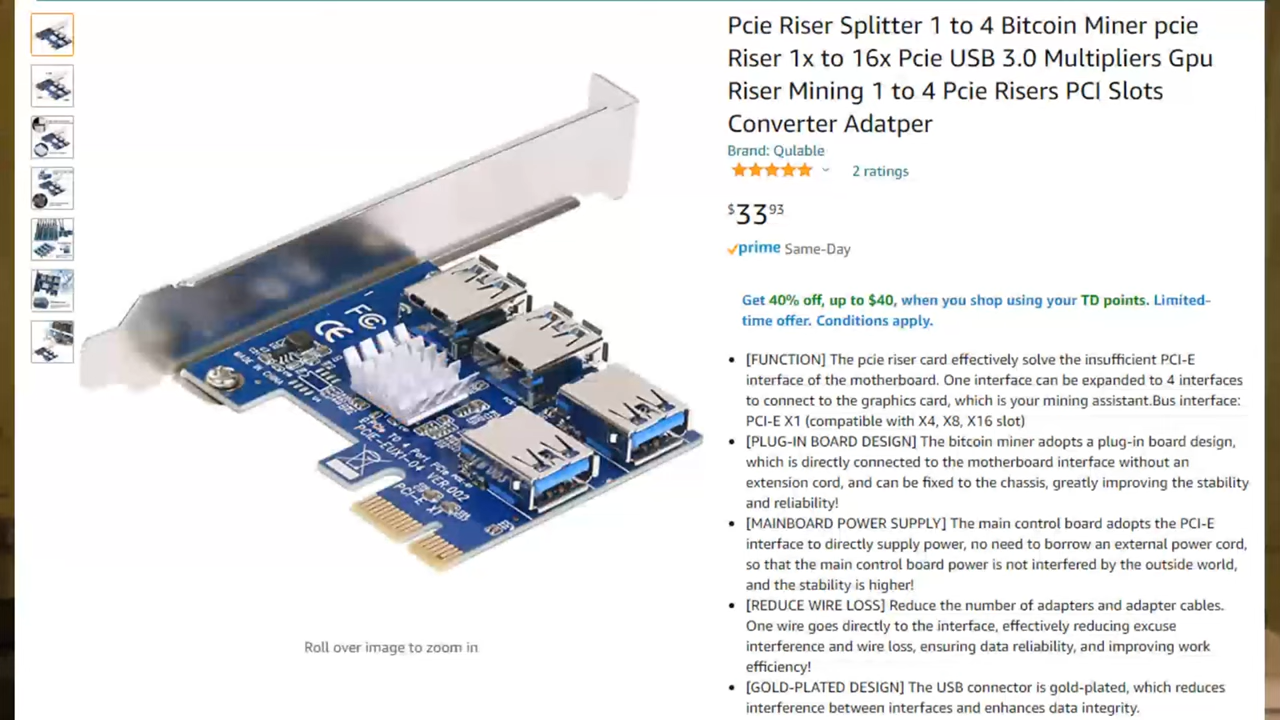 Pcie Riser Splitter 1 to 4 Bitcoin Miner pcie
Riser 1x to 16x Pcie USB 3.0 Multipliers Gpu
Riser Mining 1 to 4 Pcie Risers PCI Slots
Converter Adatper
Brand: Qulable
2 ratings
$33 93
prime Same-Day
Get 40% off, up to $40, when you shop using your TD points. Limited-
time offer. Conditions apply.
[FUNCTION] The pcie riser card effectively solve the insufficient PCI-E
interface of the motherboard. One interface can be expanded to 4 interfaces
to connect to the graphics card, which is your mining assistant.Bus interface:
PCI-E X1 (compatible with X4, X8, X16 slot)
[PLUG-IN BOARD DESIGN] The bitcoin miner adopts a plug-in board design,
which is directly connected to the motherboard interface without an
extension cord, and can be fixed to the chassis, greatly improving the stability
and reliability!
[MAINBOARD POWER SUPPLY] The main control board adopts the PCI-E
interface to directly supply power, no need to borrow an external power cord,
so that the main control board power is not interfered by the outside world,
and the stability is higher!
[REDUCE WIRE LOSS] Reduce the number of adapters and adapter cables.
One wire goes directly to the interface, effectively reducing excuse
interference and wire loss, ensuring data reliability, and improving work
efficiency!
[GOLD-PLATED DESIGN] The USB connector is gold-plated, which reduces
interference between interfaces and enhances data integrity.
FC
CE
MADE IN CHINA
PCIE-EUX1-04 VER.002
PCI-E X1
Roll over image to zoom in